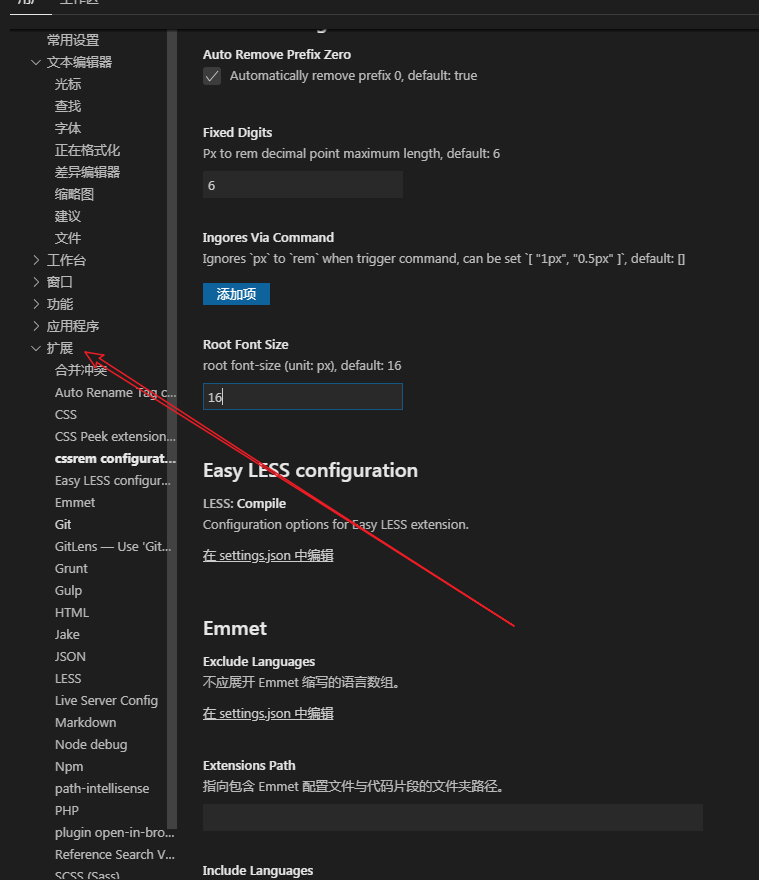 用户 工作区
常用设置
文本编辑器
光标
查找
字体
正在格式化
差异编辑器
缩略图
建议
文件
工作台
窗口
功能
应用程序
扩展
合并冲突
Auto Rename Tag c...
CSS
CSS Peek extension...
cssrem configurat...
Easy LESS configur...
Emmet
Git
GitLens — Use 'Git...
Grunt
Gulp
HTML
Jake
JSON
LESS
Live Server Config
Markdown
Node debug
Npm
path-intellisense
PHP
plugin open-in-bro...
Reference Search V...
SCSS (Sass)
Auto Remove Prefix Zero
Automatically remove prefix 0, default: true
Fixed Digits
Px to rem decimal point maximum length, default: 6
6
Ingores Via Command
Ignores `px` to `rem` when trigger command, can be set `[ "1px", "0.5px" ]`, default: []
添加项
Root Font Size
root font-size (unit: px), default: 16
16
Easy LESS configuration
LESS: Compile
Configuration options for Easy LESS extension.
在 settings.json 中编辑
Emmet
Exclude Languages
不应展开 Emmet 缩写的语言数组。
在 settings.json 中编辑
Extensions Path
指向包含 Emmet 配置文件与代码片段的文件夹路径。
Include Languages